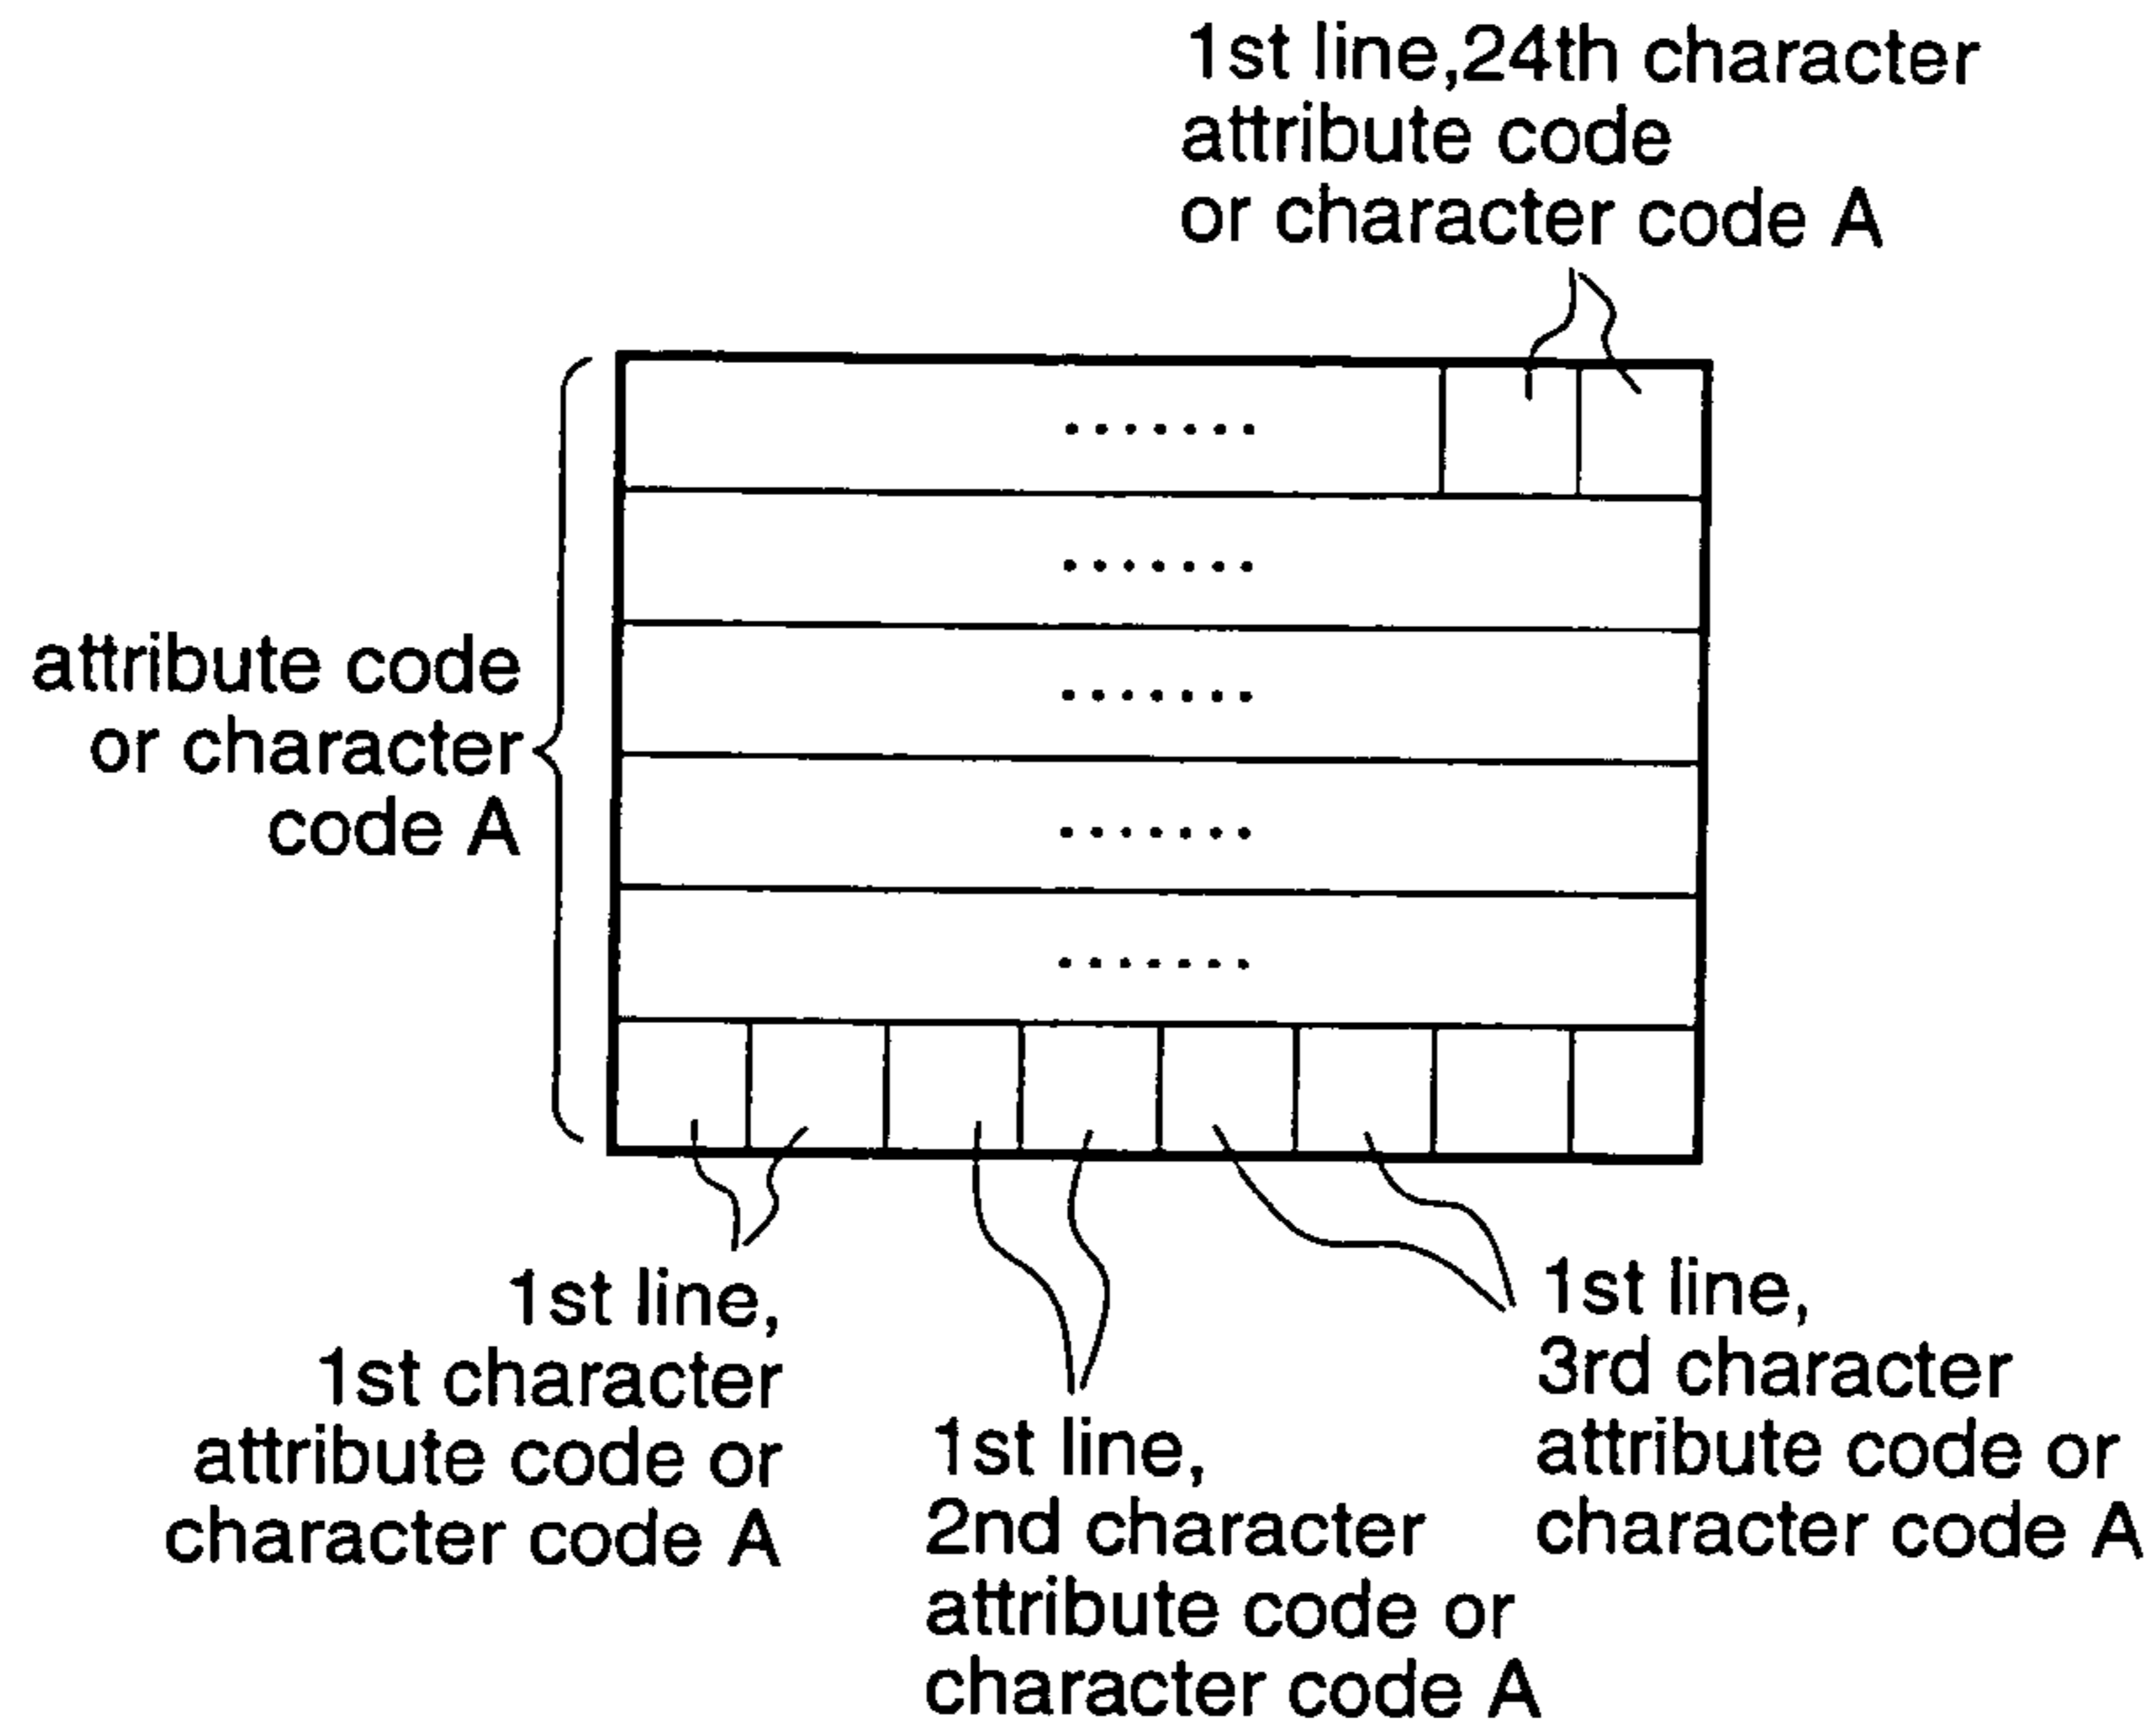 1st line,24th character
attribute code
or character code A
attribute code
or character
code A
1st line,
1st character
attribute code or
character code A
1st line,
2nd character
attribute code or
character code A
1st line,
3rd character
attribute code or
character code A